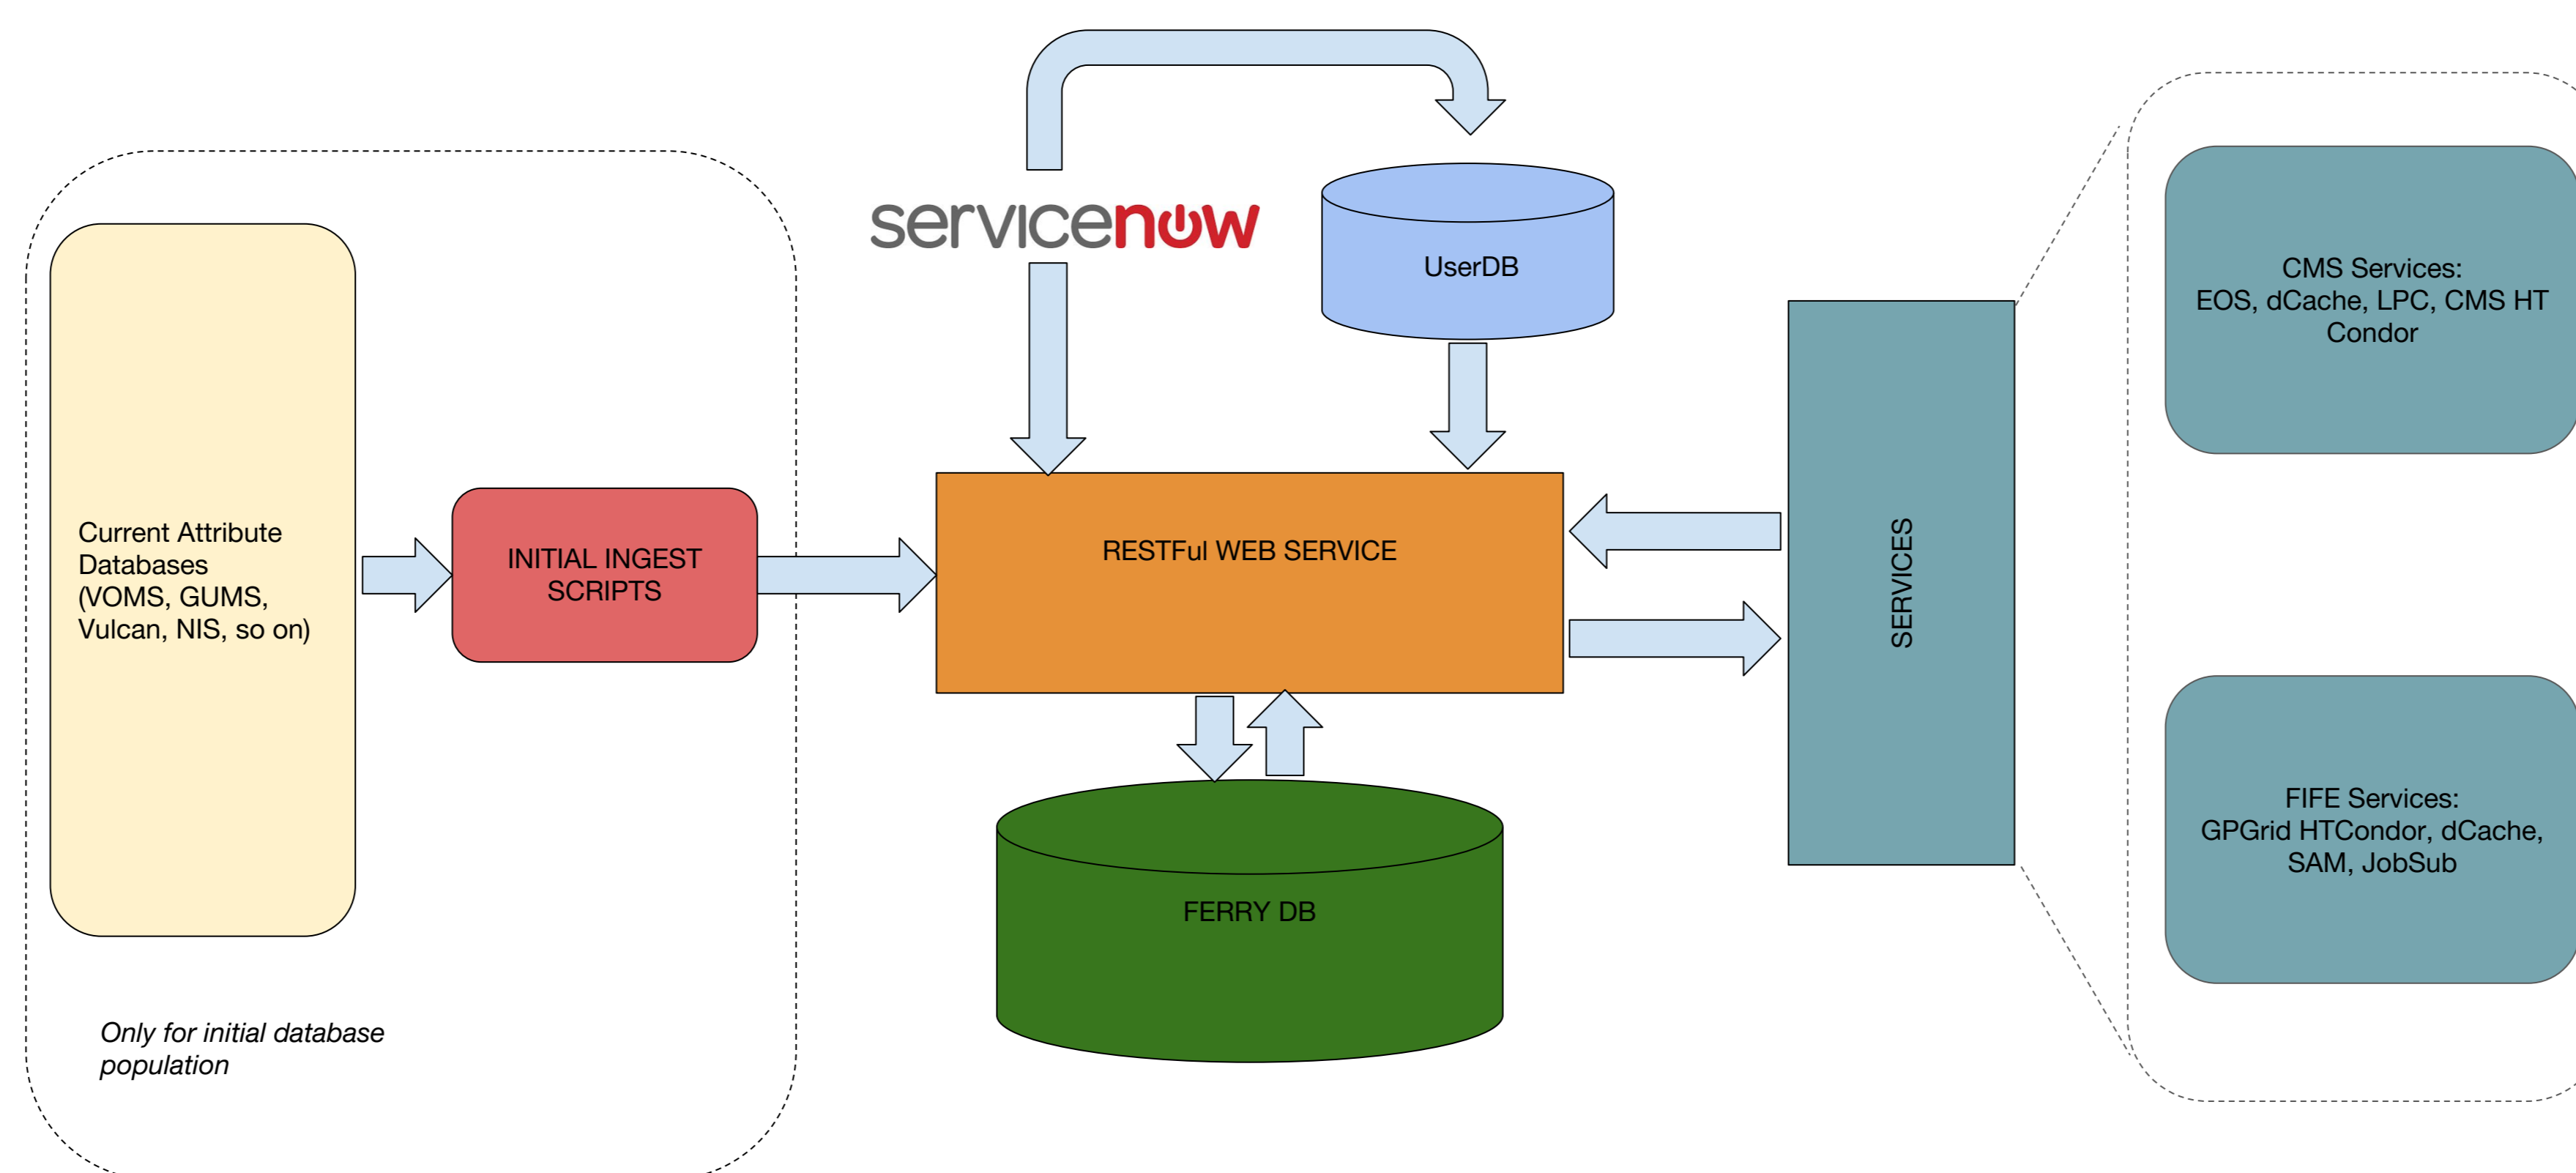 servicenow
UserDB
CMS Services:
EOS, dCache, LPC, CMS HT
Condor
Current Attribute
Databases
(VOMS, GUMS,
Vulcan, NIS, so on)
INITIAL INGEST
SCRIPTS
RESTFul WEB SERVICE
SERVICES
FIFE Services:
GPGrid HTCondor, dCache,
SAM, JobSub
FERRY DB
Only for initial database
population